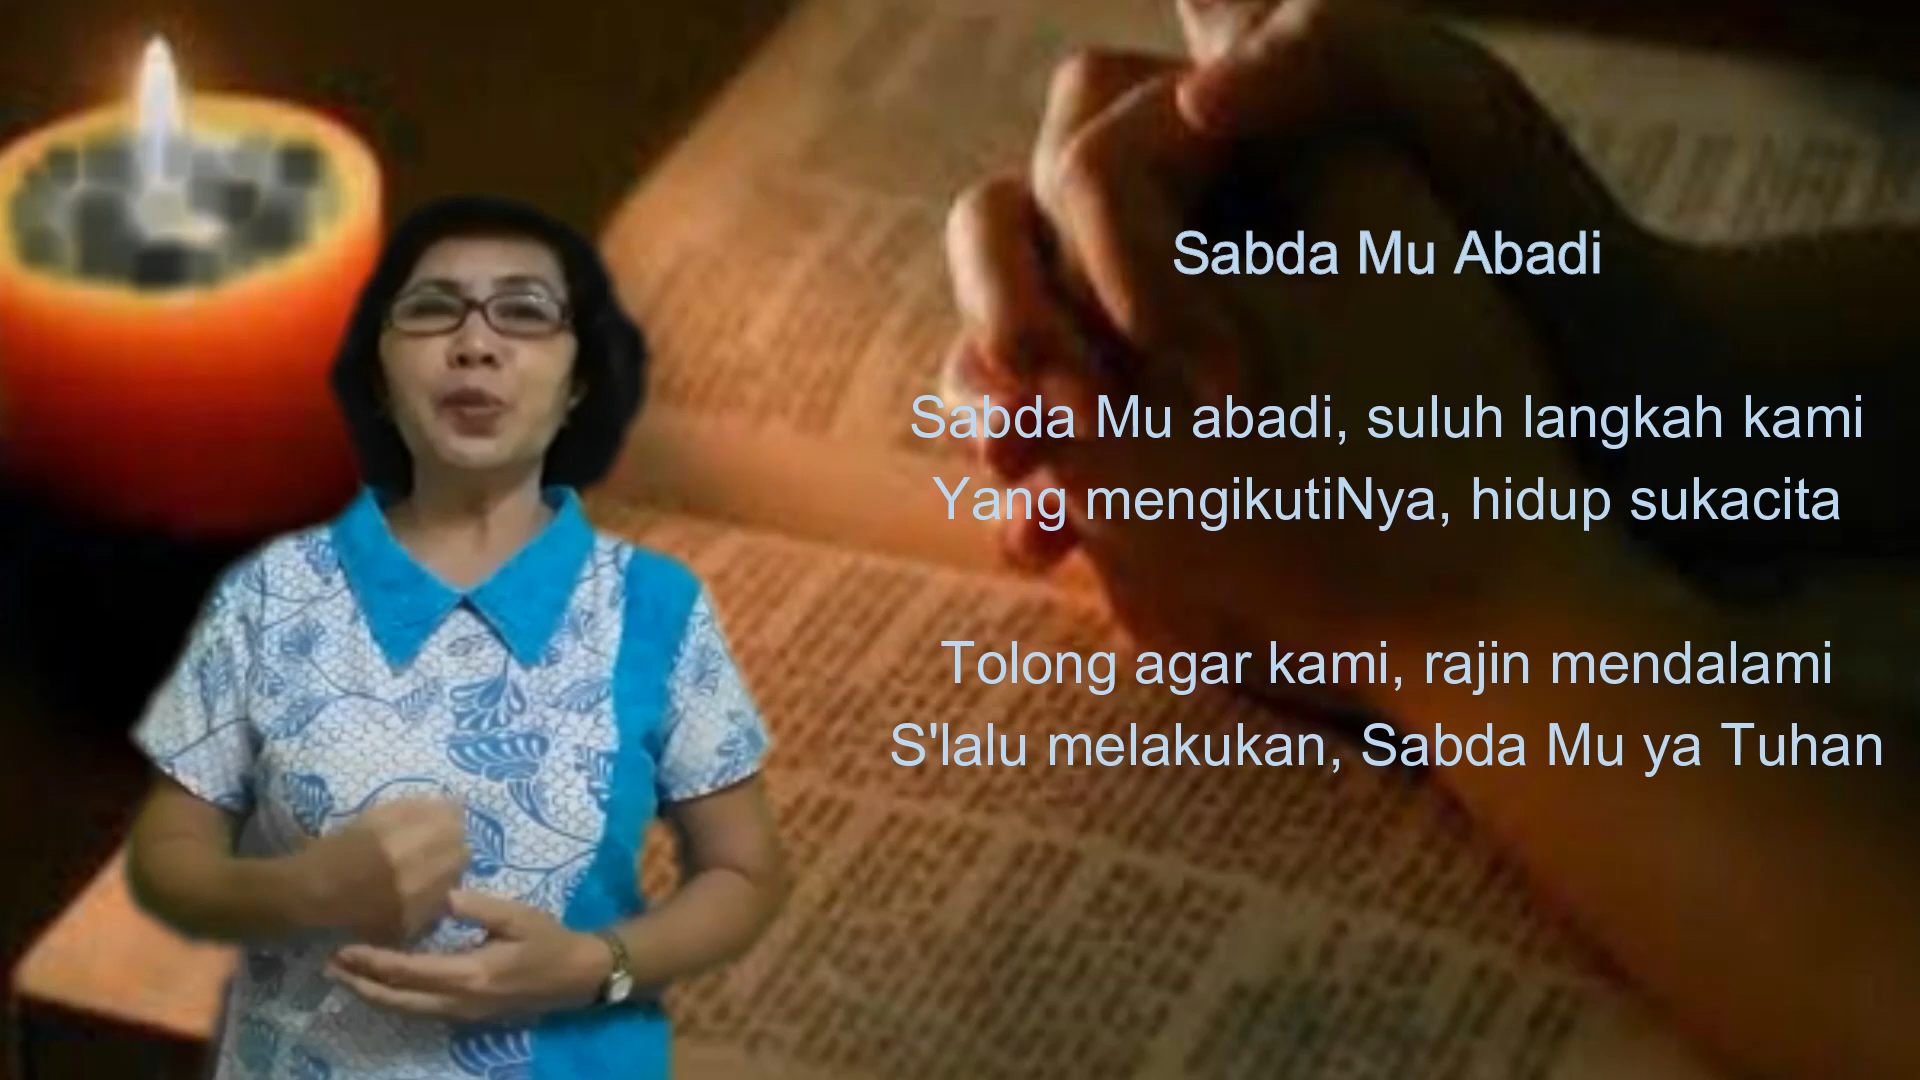 Sabda Mu Abadi
Sabda Mu abadi, suluh langkah kami
Yang mengikutiNya, hidup sukacita
Tolong agar kami, rajin mendalami
S'lalu melakukan, Sabda Mu ya Tuhan